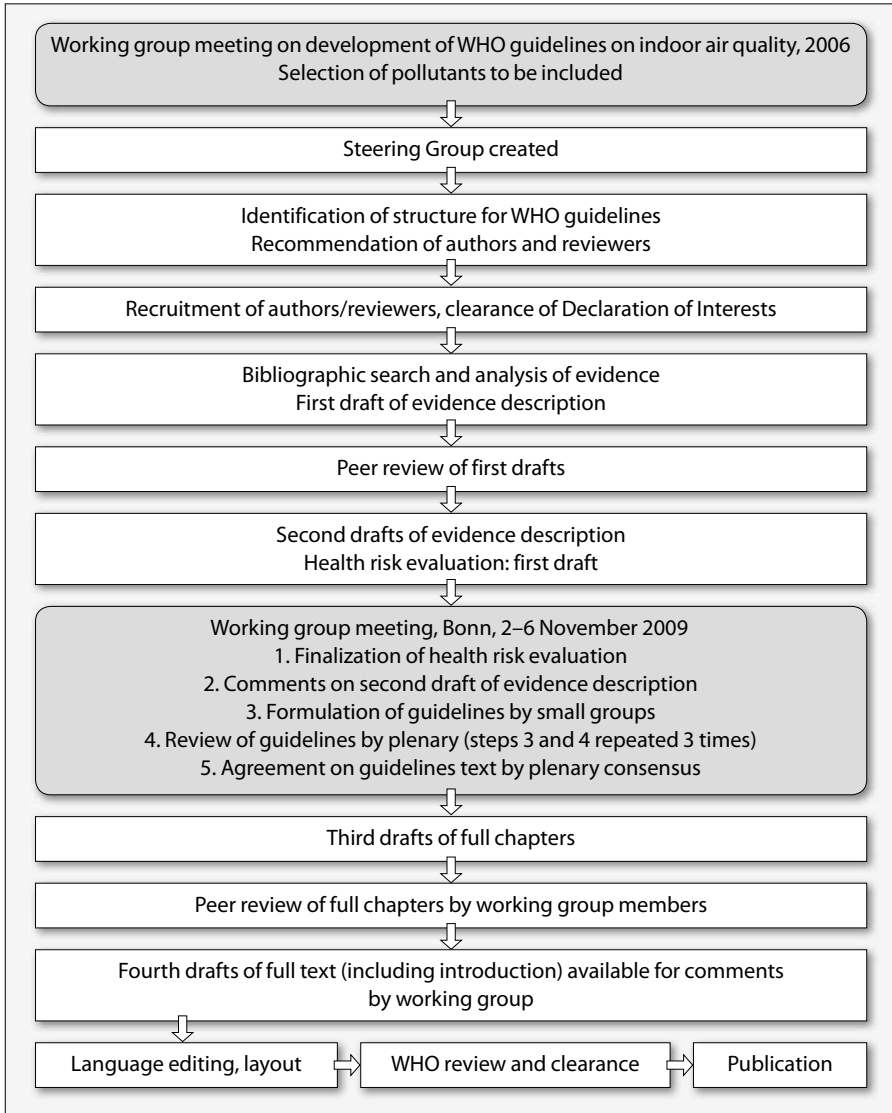 Working group meeting on development of WHO guidelines on indoor air quality, 2006
Selection of pollutants to be included
Steering Group created
Identification of structure for WHO guidelines
Recommendation of authors and reviewers
Recruitment of authors/reviewers, clearance of Declaration of Interests
Bibliographic search and analysis of evidence
First draft of evidence description
Peer review of first drafts
Second drafts of evidence description
Health risk evaluation: first draft
Working group meeting, Bonn, 2–6 November 2009
1. Finalization of health risk evaluation
2. Comments on second draft of evidence description
3. Formulation of guidelines by small groups
4. Review of guidelines by plenary (steps 3 and 4 repeated 3 times)
5. Agreement on guidelines text by plenary consensus
Third drafts of full chapters
Peer review of full chapters by working group members
Fourth drafts of full text (including introduction) available for comments
by working group
Language editing, layout
WHO review and clearance
Publication